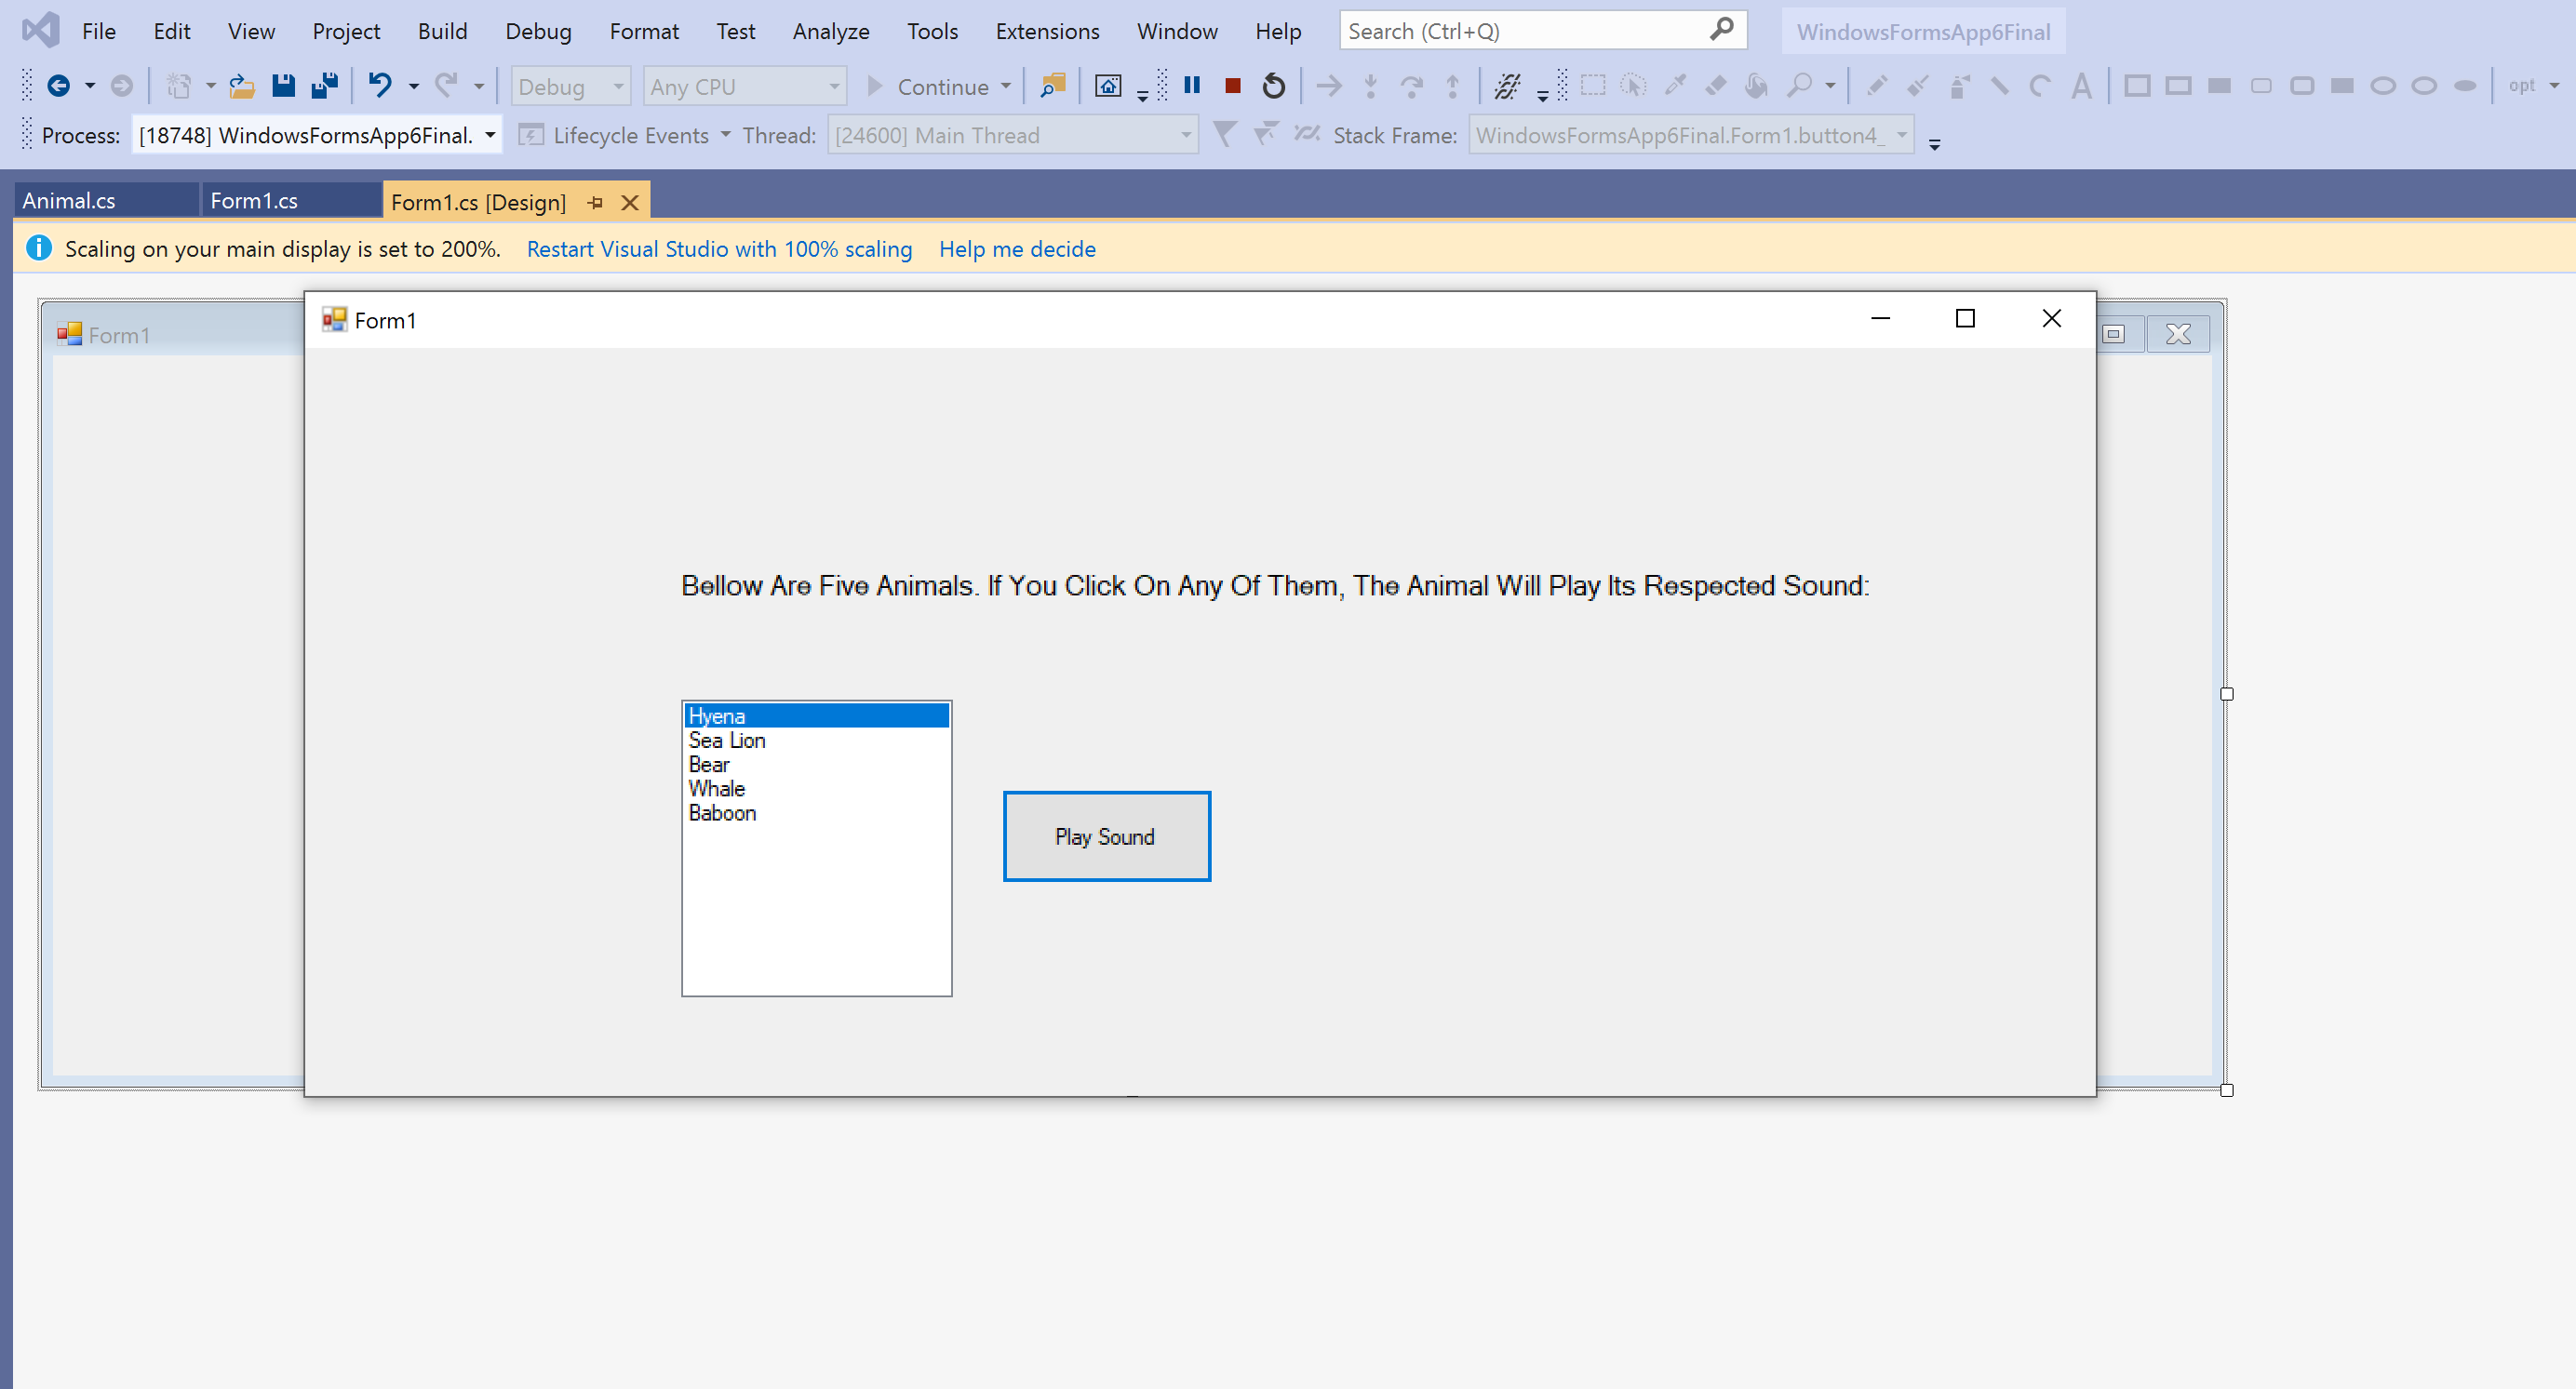 File Edit View Project Build Debug Format Test Analyze Tools Extensions Window Help Search (Ctrl+Q) WindowsFormsApp6Final
Debug Any CPU Continue opt
Process: [18748] WindowsFormsApp6Final. Lifecycle Events Thread: [24600] Main Thread Stack Frame: WindowsFormsApp6Final.Form1.button4_
Animal.cs Form1.cs Form1.cs [Design]
Scaling on your main display is set to 200%. Restart Visual Studio with 100% scaling Help me decide
Form1
Form1
Bellow Are Five Animals. If You Click On Any Of Them, The Animal Will Play Its Respected Sound:
Hyena
Sea Lion
Bear
Whale
Baboon
Play Sound